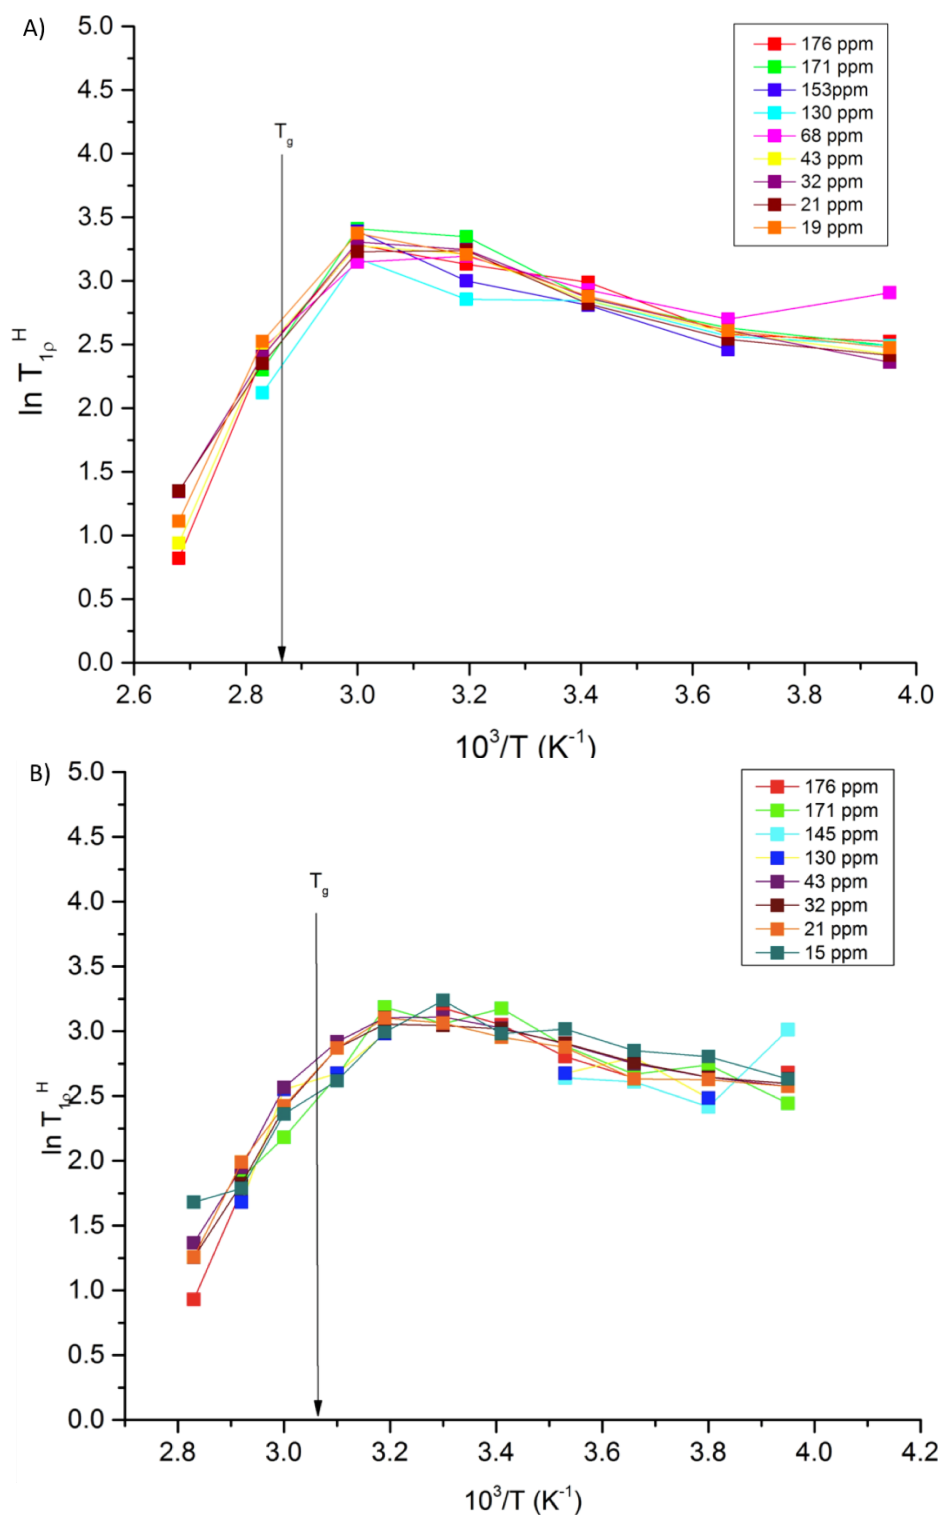 A)
5.0
4.5
4.0
3.5
3.0
2.5
2.0
1.5
1.0
0.5
0.0
ln T1ρ^H
Tg
176 ppm
171 ppm
153ppm
130 ppm
68 ppm
43 ppm
32 ppm
21 ppm
19 ppm
2.6 2.8 3.0 3.2 3.4 3.6 3.8 4.0
10³/T (K⁻¹)
B)
5.0
4.5
4.0
3.5
3.0
2.5
2.0
1.5
1.0
0.5
0.0
ln T1ρ^H
Tg
176 ppm
171 ppm
145 ppm
130 ppm
43 ppm
32 ppm
21 ppm
15 ppm
2.8 3.0 3.2 3.4 3.6 3.8 4.0 4.2
10³/T (K⁻¹)